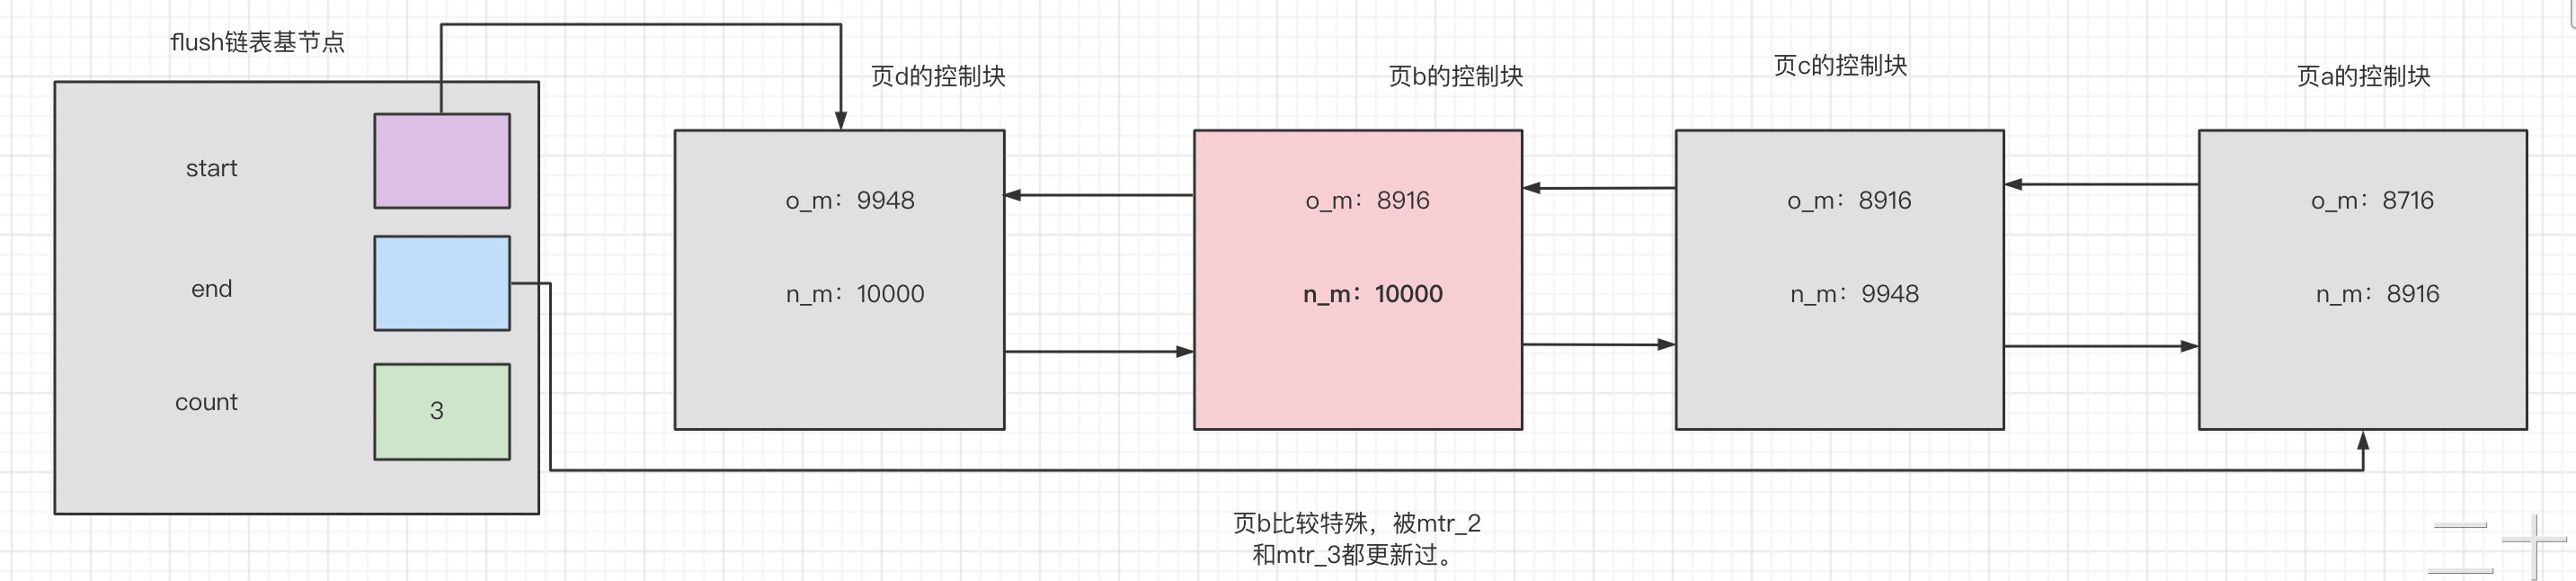 flush链表基节点
start
end
count
3
页d的控制块
o_m：9948
n_m：10000
页b的控制块
o_m：8916
n_m：10000
页c的控制块
o_m：8916
n_m：9948
页a的控制块
o_m：8716
n_m：8916
页b比较特殊，被mtr_2
和mtr_3都更新过。